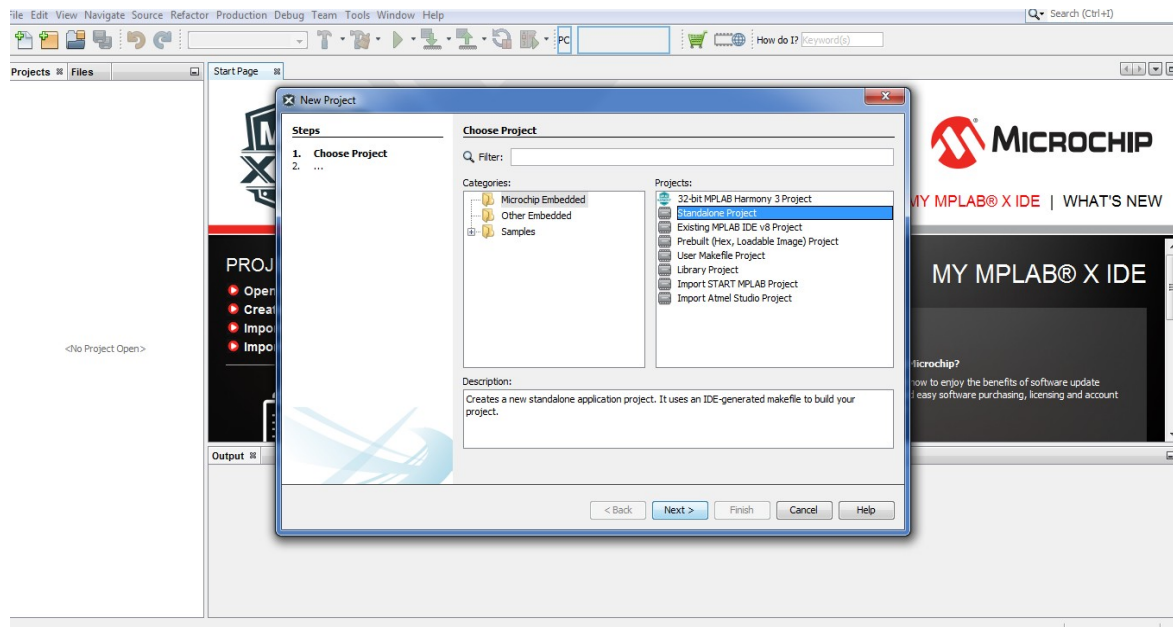 File Edit View Navigate Source Refactor Production Debug Team Tools Window Help
Search (Ctrl+I)
PC
How do I? Keyword(s)
Projects Files
Start Page
New Project
Steps
1. Choose Project
2. ...
Choose Project
Filter:
Categories:
Microchip Embedded
Other Embedded
Samples
Projects:
32-bit MPLAB Harmony 3 Project
Standalone Project
Existing MPLAB IDE v8 Project
Prebuilt (Hex, Loadable Image) Project
User Makefile Project
Library Project
Import START MPLAB Project
Import Atmel Studio Project
Description:
Creates a new standalone application project. It uses an IDE-generated makefile to build your
project.
< Back Next > Finish Cancel Help
MICROCHIP
MY MPLAB® X IDE | WHAT'S NEW
PROJ
Open
Creat
Impo
Impo
MY MPLAB® X IDE
Microchip?
how to enjoy the benefits of software update
easy software purchasing, licensing and account
<No Project Open>
Output